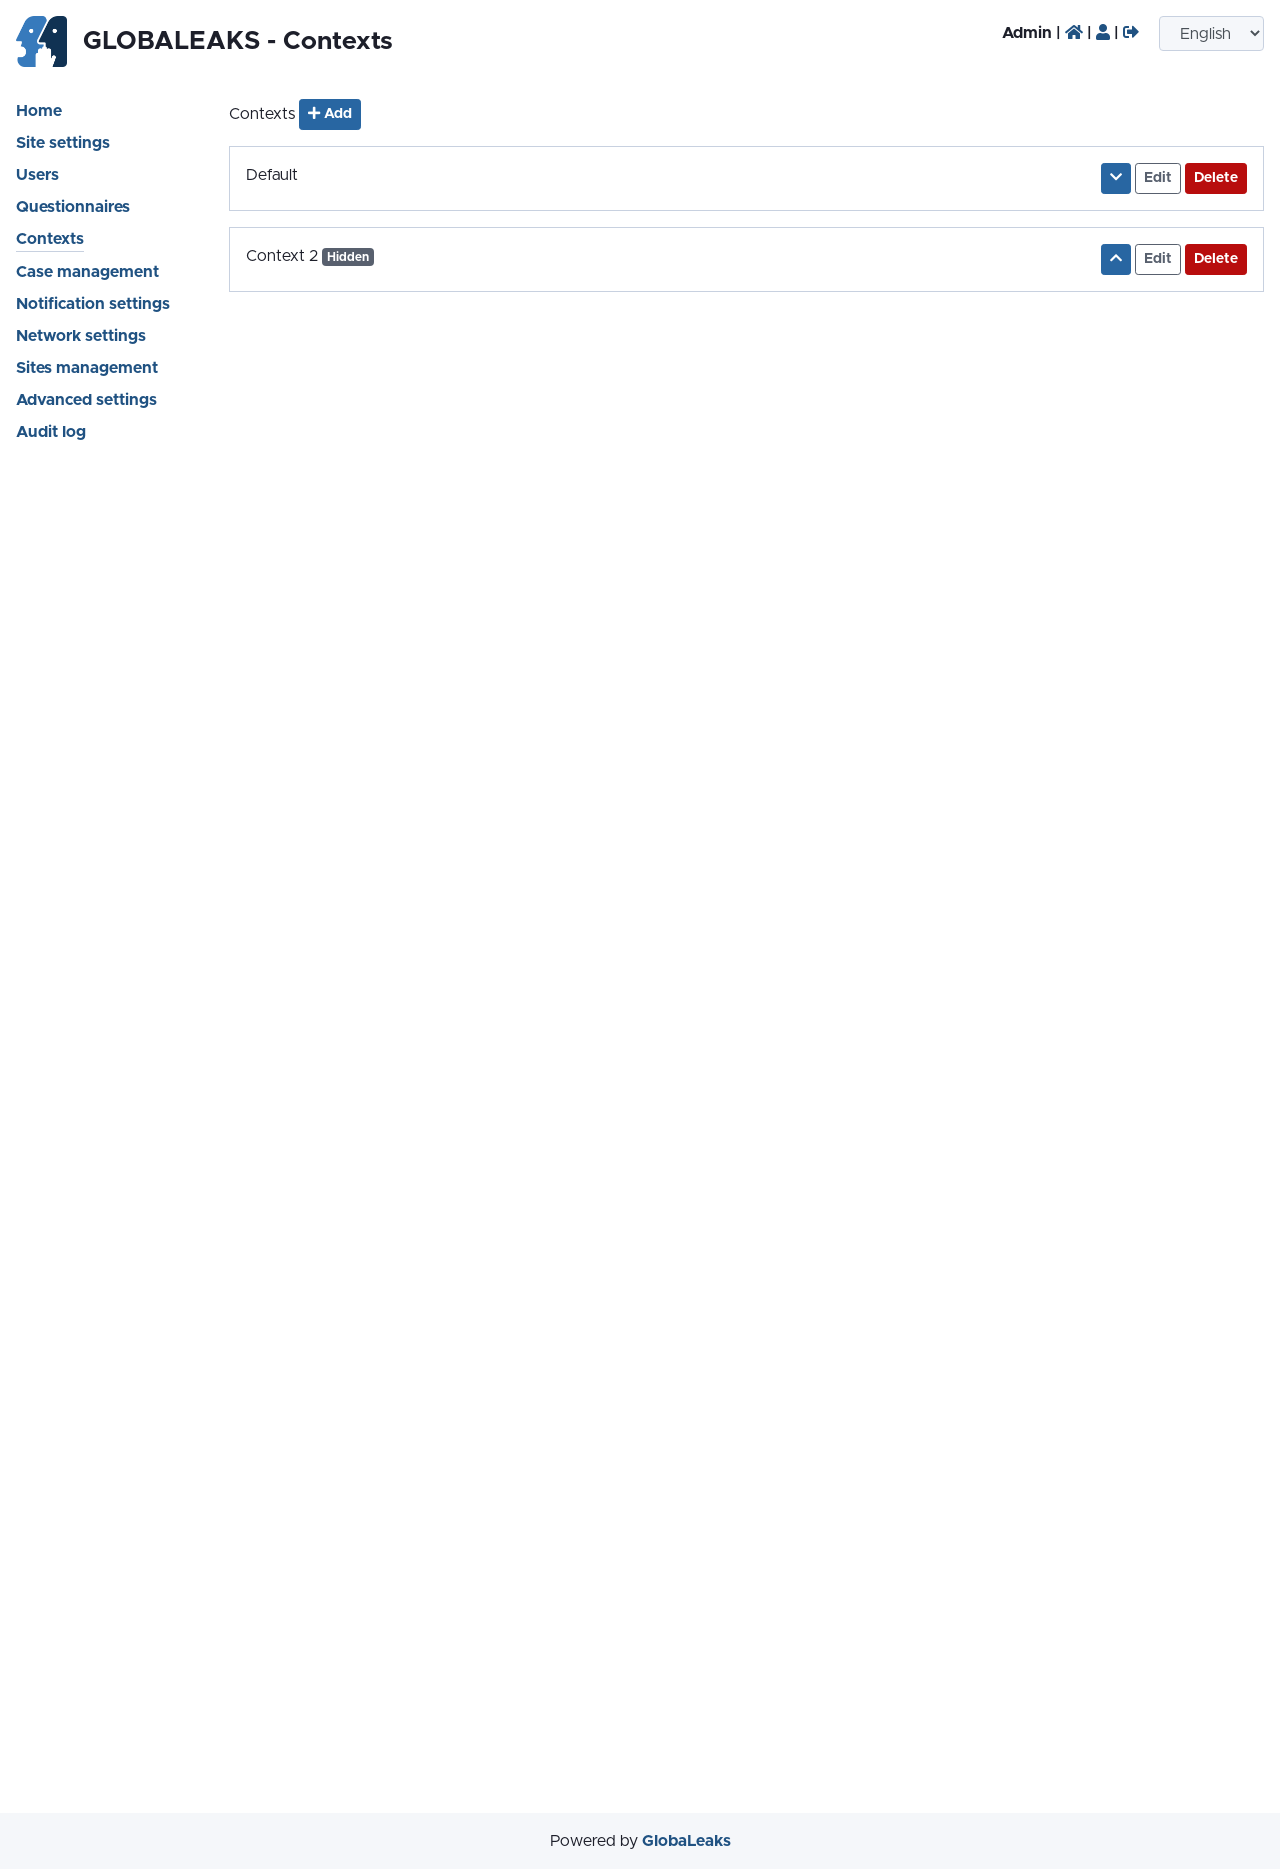 GLOBALEAKS - Contexts
Admin | | |
English
Home
Site settings
Users
Questionnaires
Contexts
Case management
Notification settings
Network settings
Sites management
Advanced settings
Audit log
Contexts Add
Default
Edit Delete
Context 2 Hidden
Edit Delete
Powered by GlobaLeaks